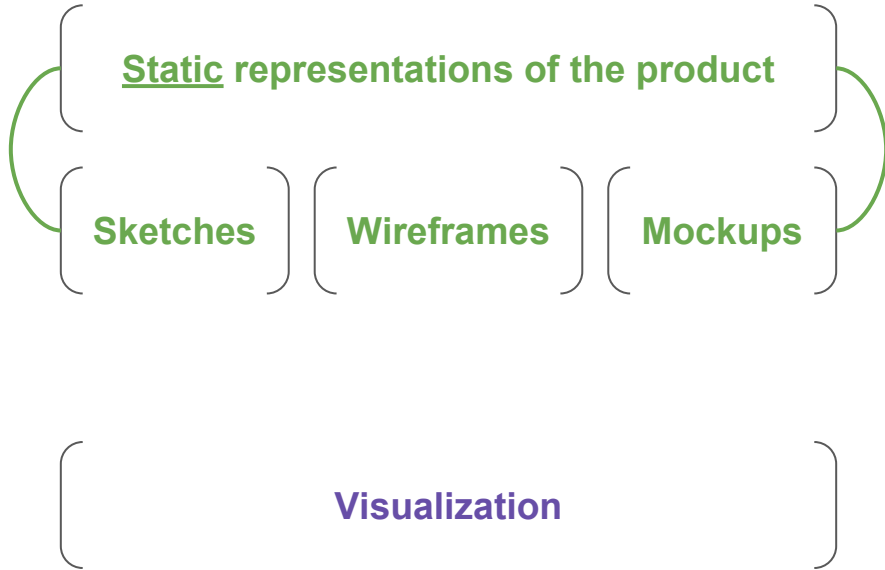 Static representations of the product
Sketches Wireframes Mockups
Visualization